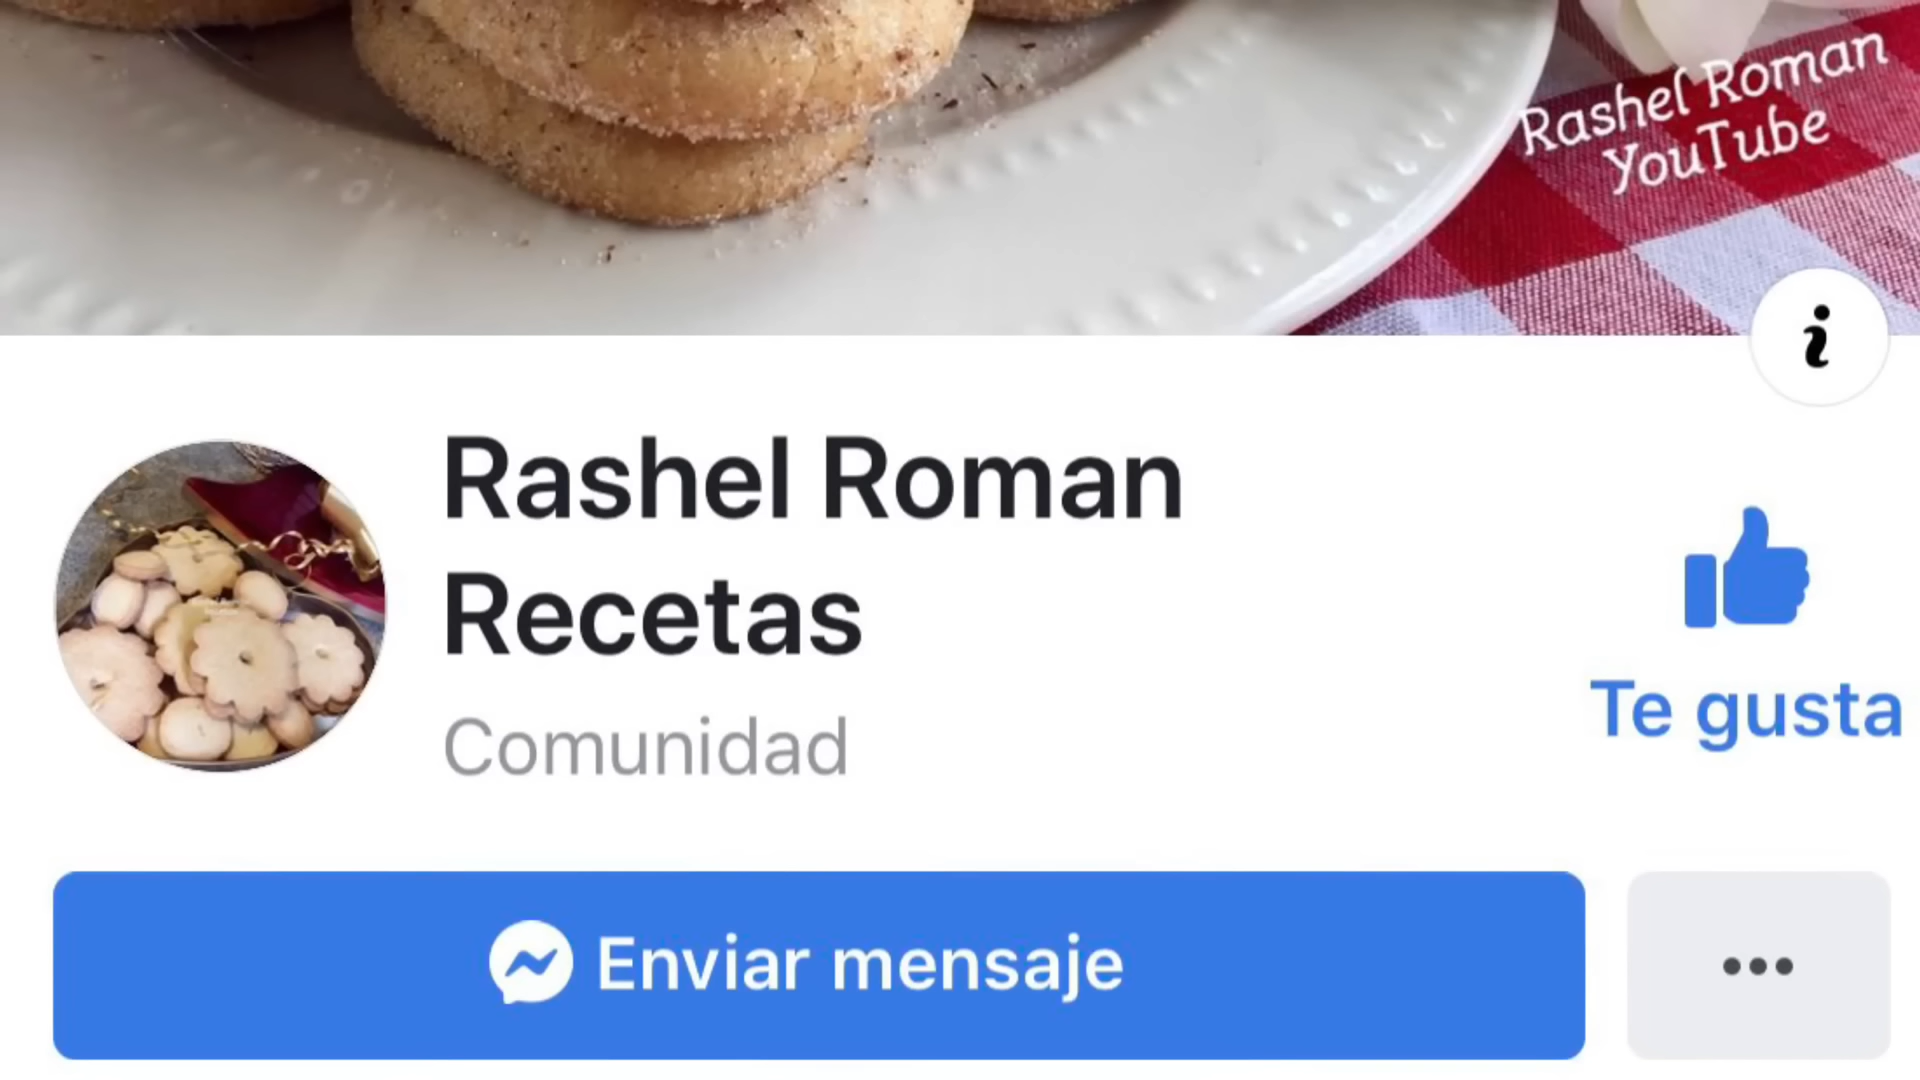 Rashel Roman
YouTube
Rashel Roman
Recetas
Comunidad
Te gusta
Enviar mensaje